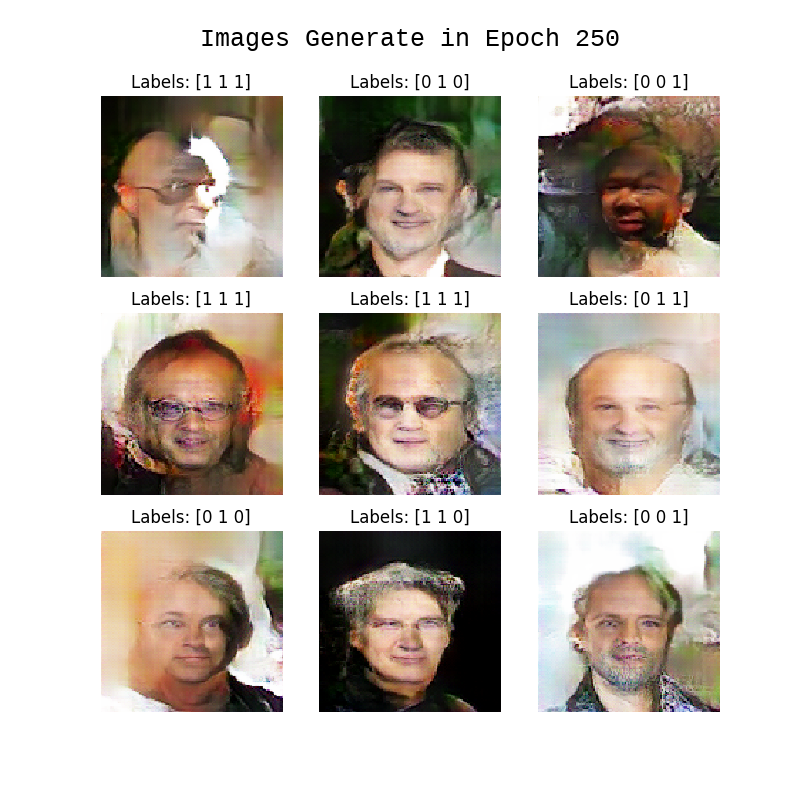 Images Generate in Epoch 250
Labels: [1 1 1]
Labels: [0 1 0]
Labels: [0 0 1]
Labels: [1 1 1]
Labels: [1 1 1]
Labels: [0 1 1]
Labels: [0 1 0]
Labels: [1 1 0]
Labels: [0 0 1]